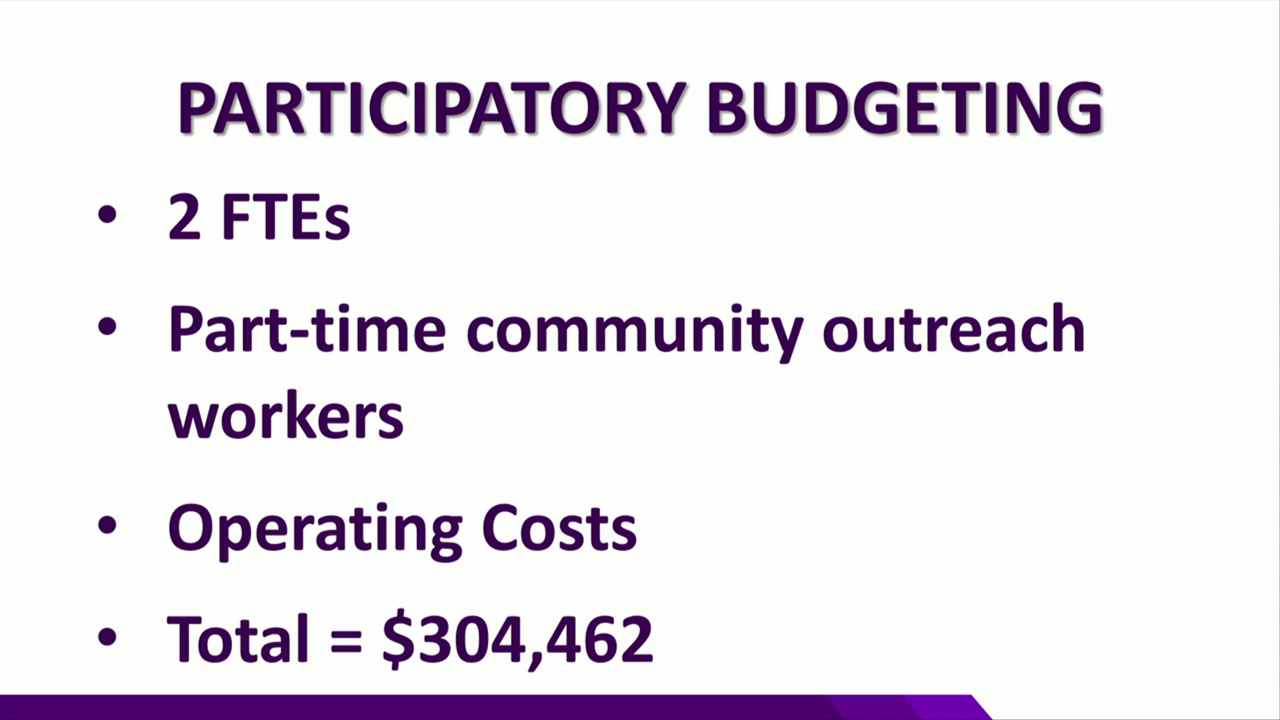 PARTICIPATORY BUDGETING
• 2 FTEs
• Part-time community outreach
workers
• Operating Costs
• Total = $304,462